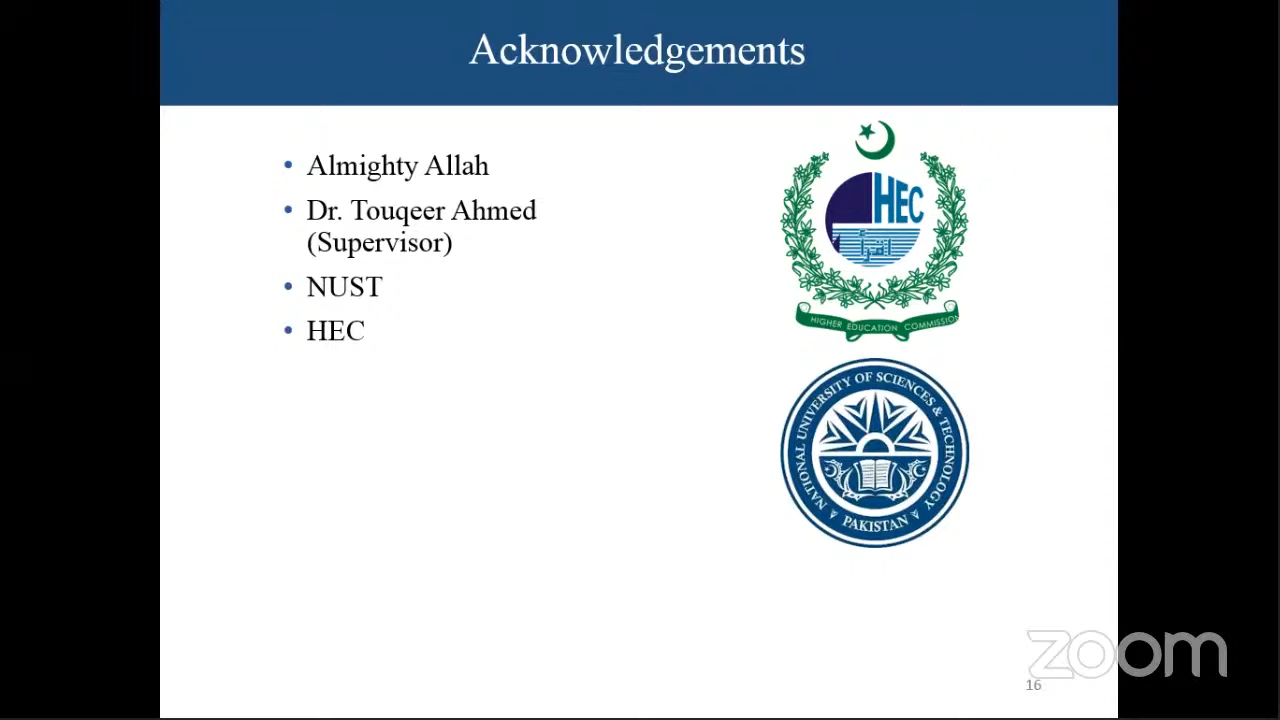 Acknowledgements
• Almighty Allah
• Dr. Touqeer Ahmed
(Supervisor)
• NUST
• HEC
HEC
اقرأ
HIGHER EDUCATION COMMISSION
NATIONAL UNIVERSITY OF SCIENCES & TECHNOLOGY
PAKISTAN
zoom
16